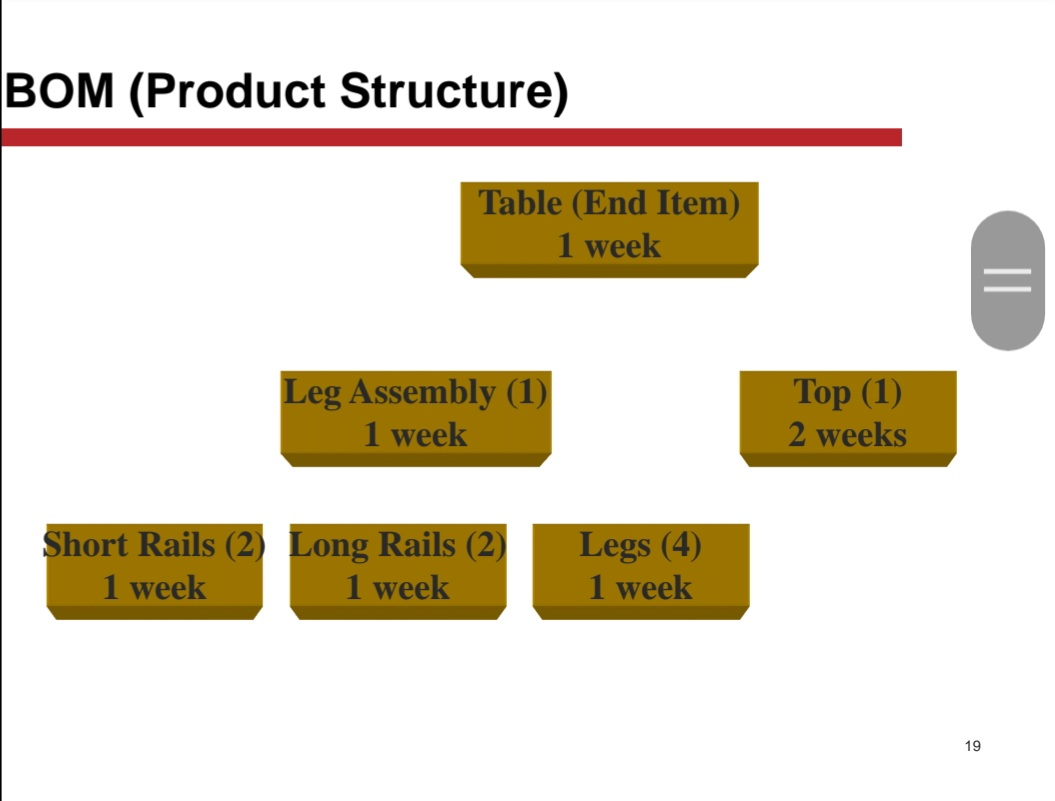 BOM (Product Structure)
Table (End Item)
1 week
Leg Assembly (1)
1 week
Top (1)
2 weeks
Short Rails (2)
1 week
Long Rails (2)
1 week
Legs (4)
1 week
19